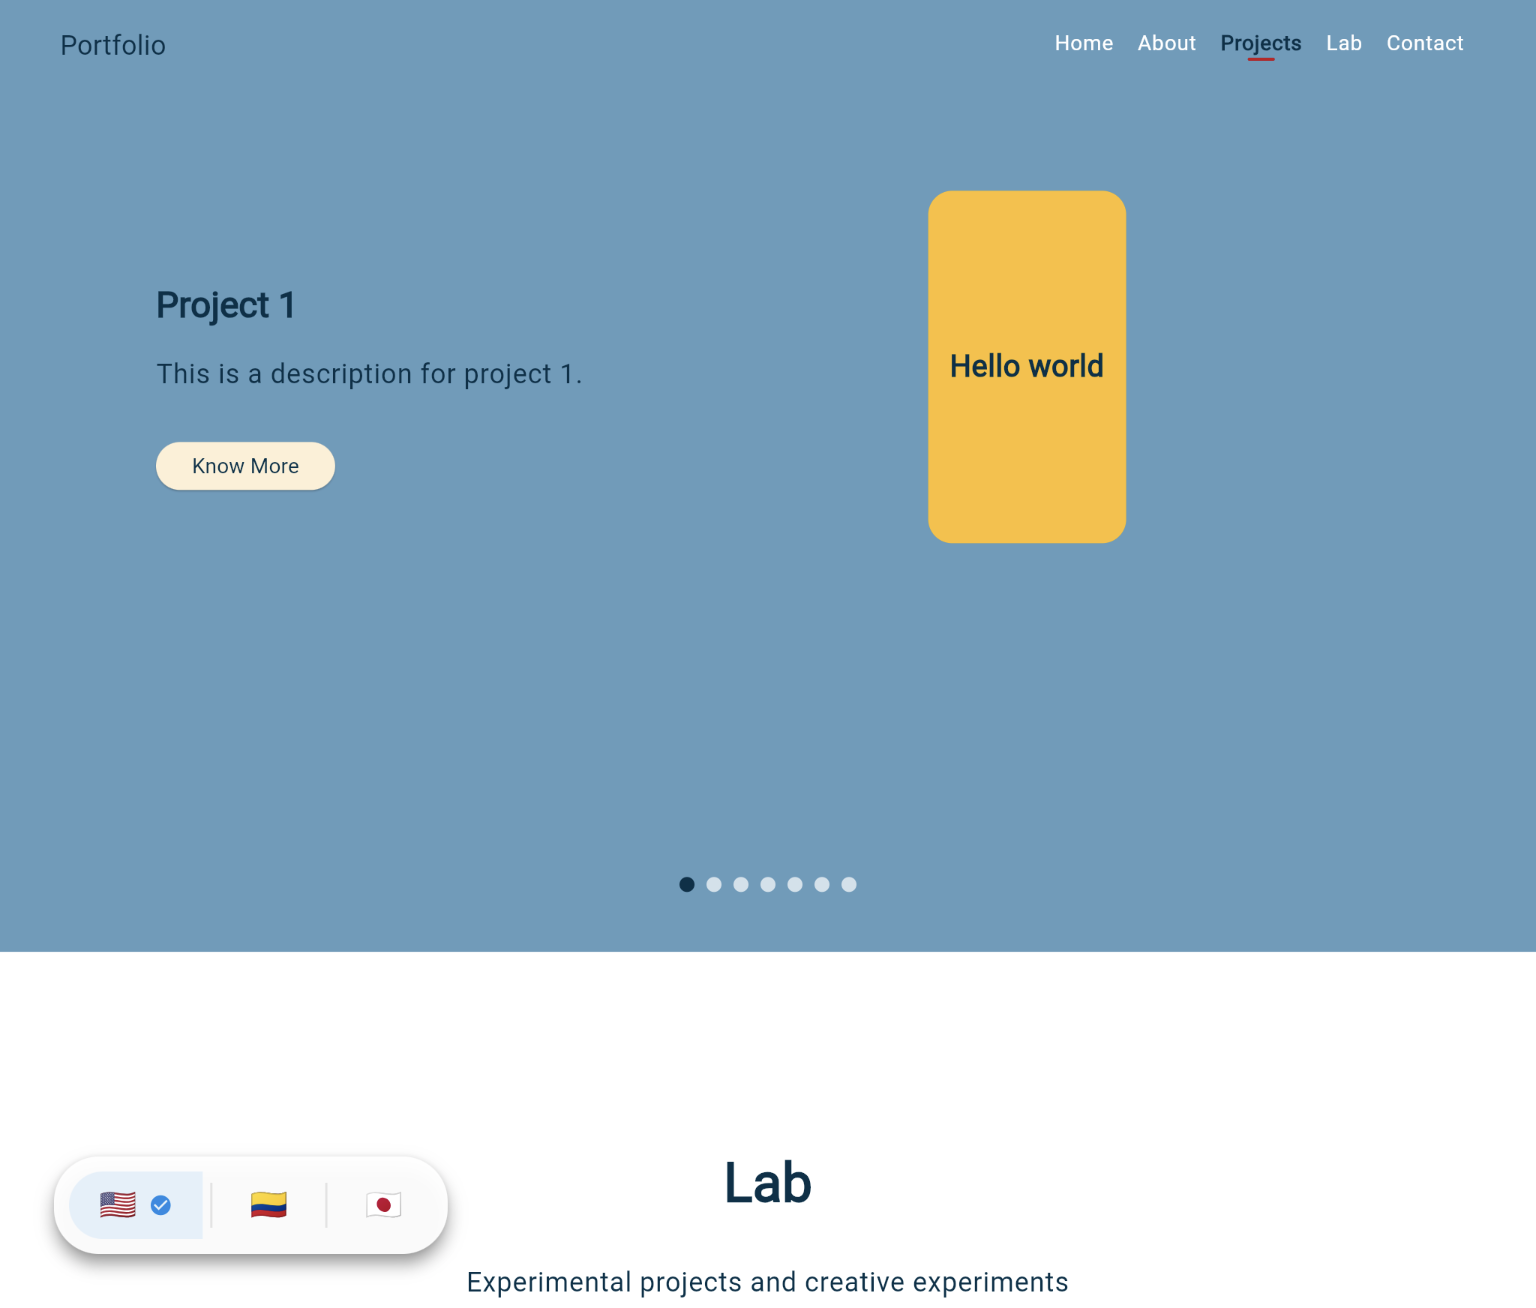 Portfolio
Home About Projects Lab Contact
Project 1
This is a description for project 1.
Know More
Hello world
Lab
Experimental projects and creative experiments